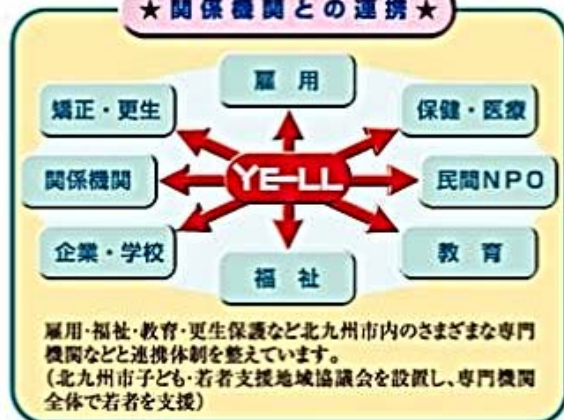 ★関係機関との連携★
雇用
矯正・更生
保健・医療
関係機関
YE-LL
民間NPO
企業・学校
教育
福祉
雇用・福祉・教育・更生保護など北九州市内のさまざまな専門
機関などと連携体制を整えています。
(北九州市子ども・若者支援地域協議会を設置し、専門機関
全体で若者を支援)